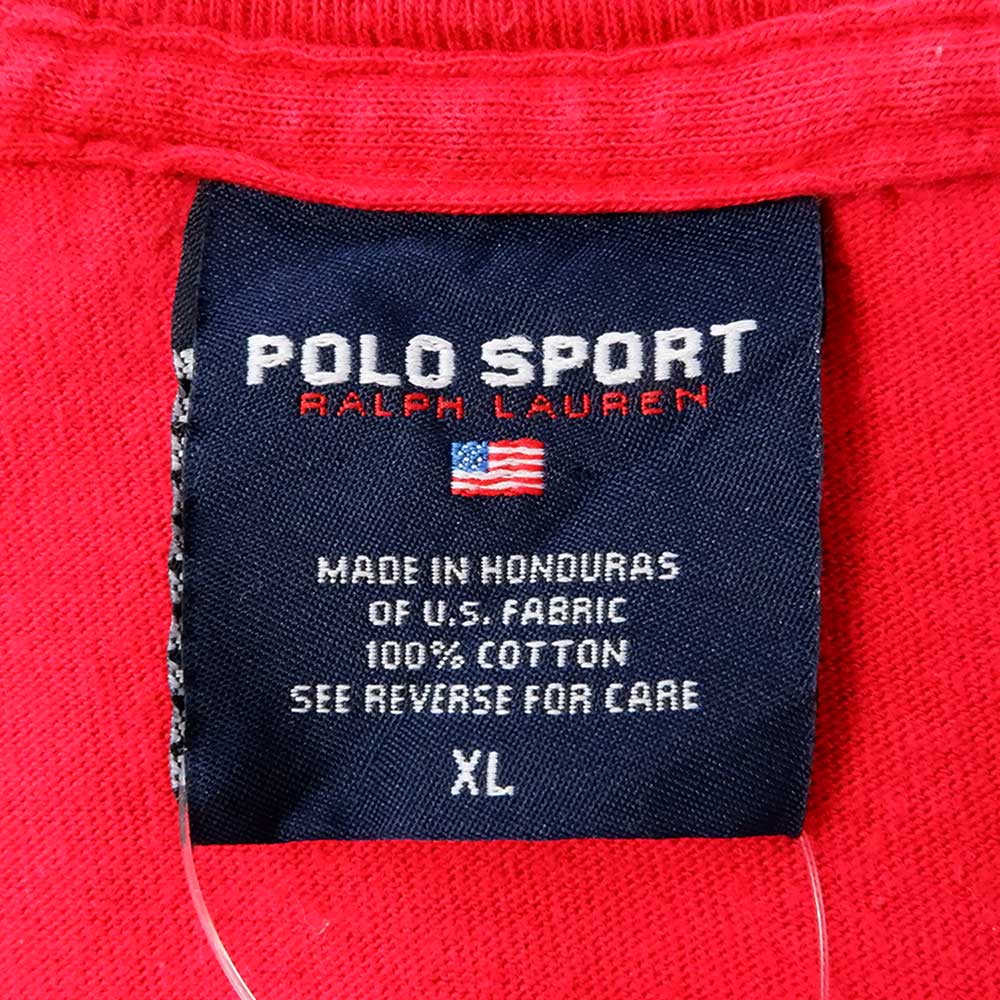 POLO SPORT
RALPH LAUREN
MADE IN HONDURAS
OF U.S. FABRIC
100% COTTON
SEE REVERSE FOR CARE
XL